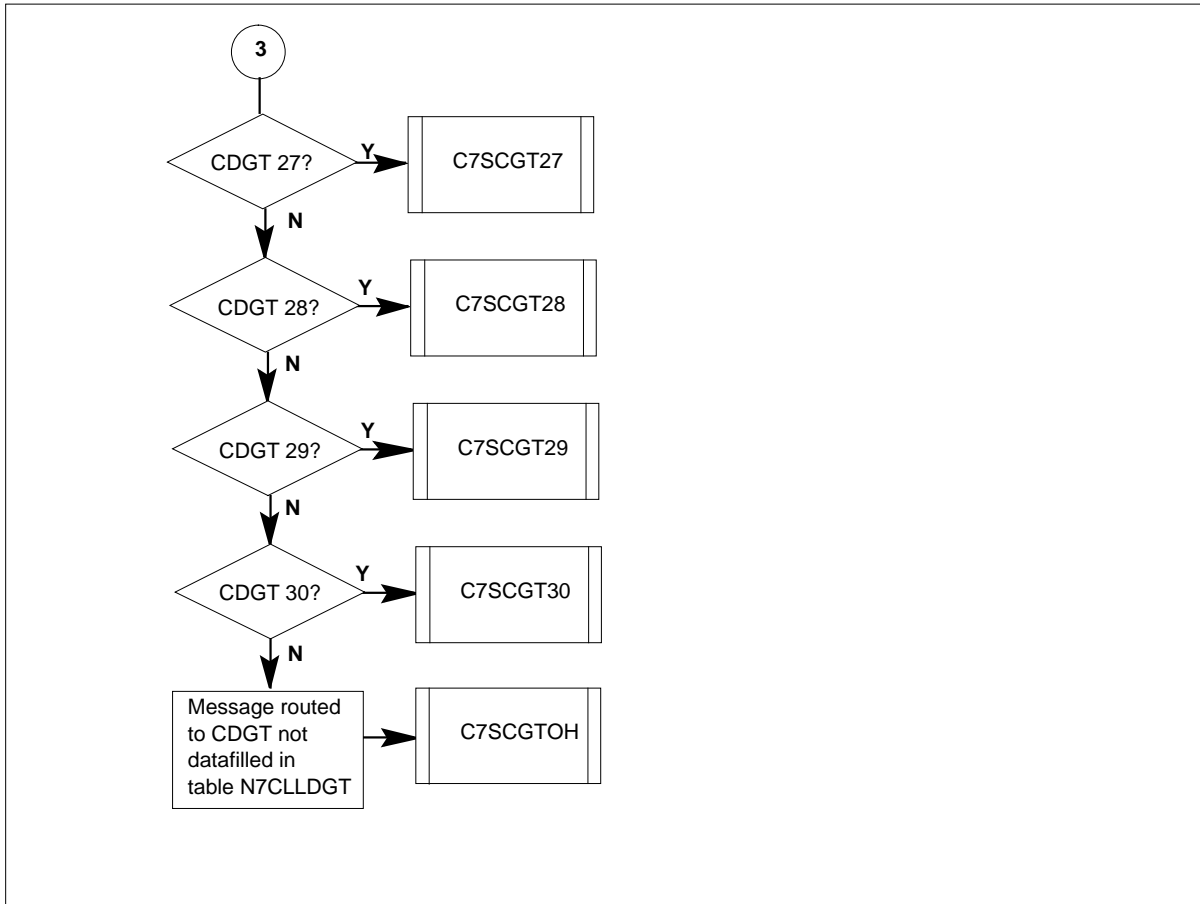 3
CDGT 27?
Y
C7SCGT27
N
CDGT 28?
Y
C7SCGT28
N
CDGT 29?
Y
C7SCGT29
N
CDGT 30?
Y
C7SCGT30
N
Message routed
to CDGT not
datafilled in
table N7CLLDGT
C7SCGTOH